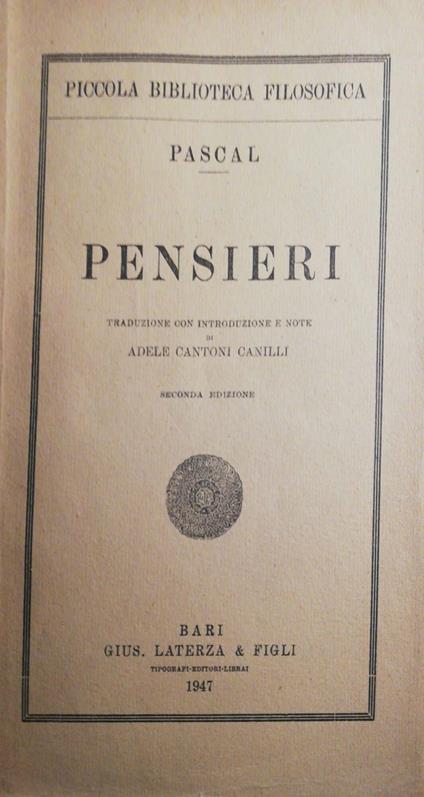 PICCOLA BIBLIOTECA FILOSOFICA
PASCAL
PENSIERI
TRADUZIONE CON INTRODUZIONE E NOTE
DI
ADELE CANTONI CANILLI
SECONDA EDIZIONE
BARI
GIUS. LATERZA & FIGLI
TIPOGRAFI-EDITORI-LIBRAI
1947